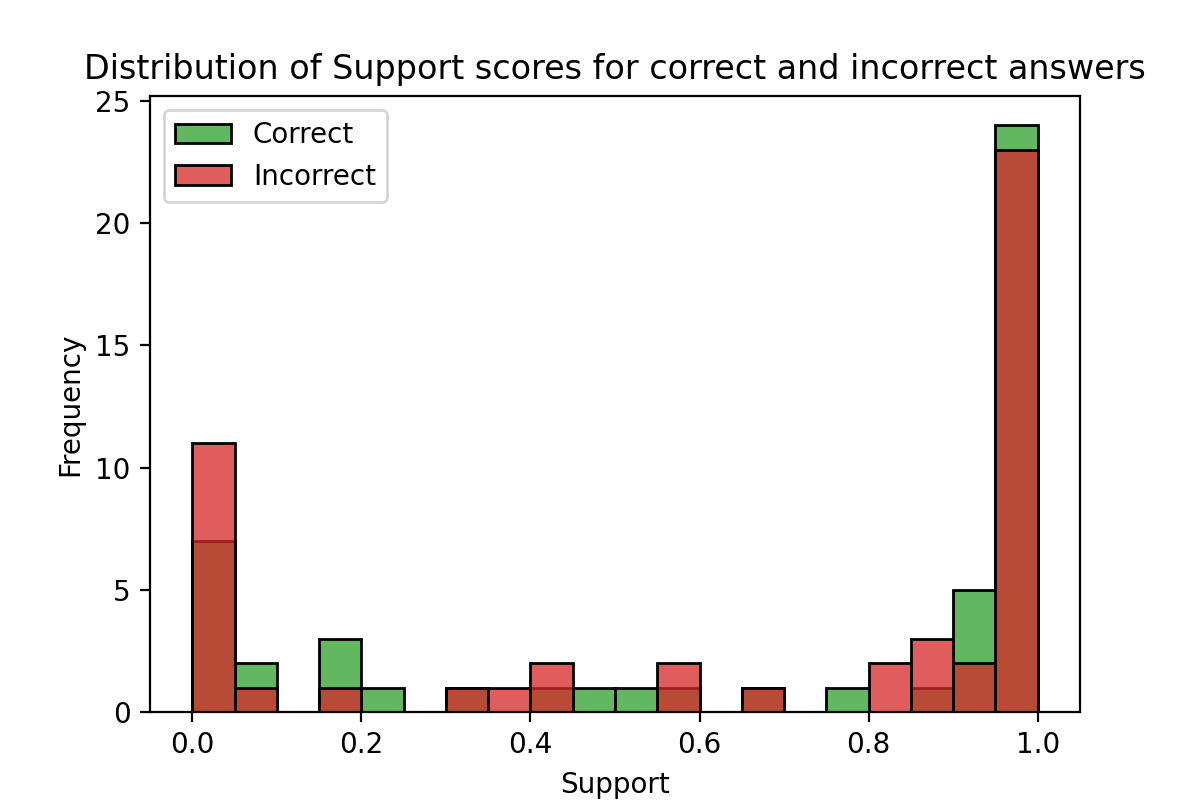 Distribution of Support scores for correct and incorrect answers
25
Correct
Incorrect
20
15
Frequency
10
5
0
0.0 0.2 0.4 0.6 0.8 1.0
Support